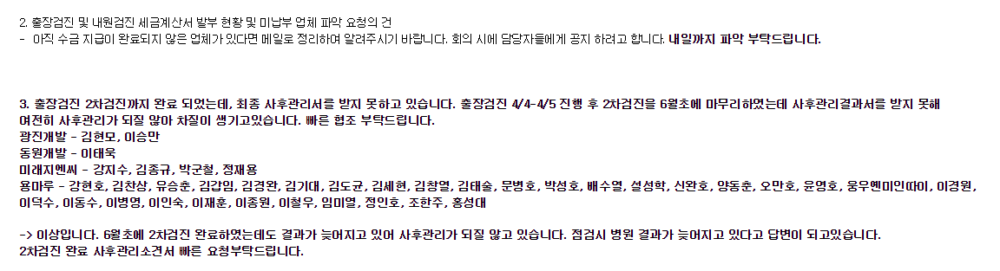 2. 출장검진 및 내원검진 세금계산서 발부 현황 및 미납부 업체 파악 요청의 건
- 아직 수금 지급이 완료되지 않은 업체가 있다면 메일로 정리하여 알려주시기 바랍니다. 회의 시에 담당자들에게 공지 하려고 합니다. 내일까지 파악 부탁드립니다.
3. 출장검진 2차검진까지 완료 되었는데, 최종 사후관리서를 받지 못하고 있습니다. 출장검진 4/4-4/5 진행 후 2차검진을 6월초에 마무리하였는데 사후관리결과서를 받지 못해
여전히 사후관리가 되질 않아 차질이 생기고있습니다. 빠른 협조 부탁드립니다.
광진개발 - 김현모, 이승만
동원개발 - 이태욱
미래지엔씨 - 강지수, 김종규, 박군철, 정재용
용마루 - 강현호, 김찬상, 유승춘, 김갑임, 김경완, 김기대, 김도균, 김세현, 김창열, 김태술, 문병호, 박성호, 배수열, 설성학, 신완호, 양동춘, 오만호, 윤영호, 웅우옌미인따이, 이경원,
이덕수, 이동수, 이병영, 이인숙, 이재훈, 이종원, 이철우, 임미열, 정인호, 조한주, 홍성대
-> 이상입니다. 6월초에 2차검진 완료하였는데도 결과가 늦어지고 있어 사후관리가 되질 않고 있습니다. 점검시 병원 결과가 늦어지고 있다고 답변이 되고있습니다.
2차검진 완료 사후관리소견서 빠른 요청부탁드립니다.